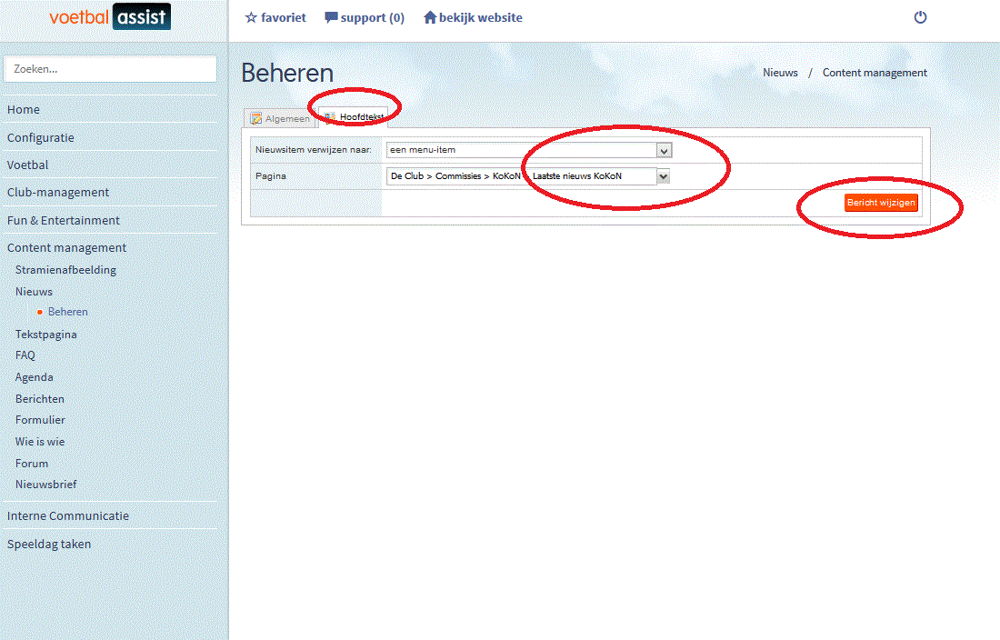 voetbal assist
favoriet support (0) bekijk website
Zoeken...
Home
Configuratie
Voetbal
Club-management
Fun & Entertainment
Content management
Stramienafbeelding
Nieuws
Beheren
Tekstpagina
FAQ
Agenda
Berichten
Formulier
Wie is wie
Forum
Nieuwsbrief
Interne Communicatie
Speeldag taken
Beheren
Nieuws / Content management
Algemeen Hoofdtekst
Nieuwsitem verwijzen naar: een menu-item
Pagina De Club > Commissies > KoKoN > Laatste nieuws KoKoN
Bericht wijzigen